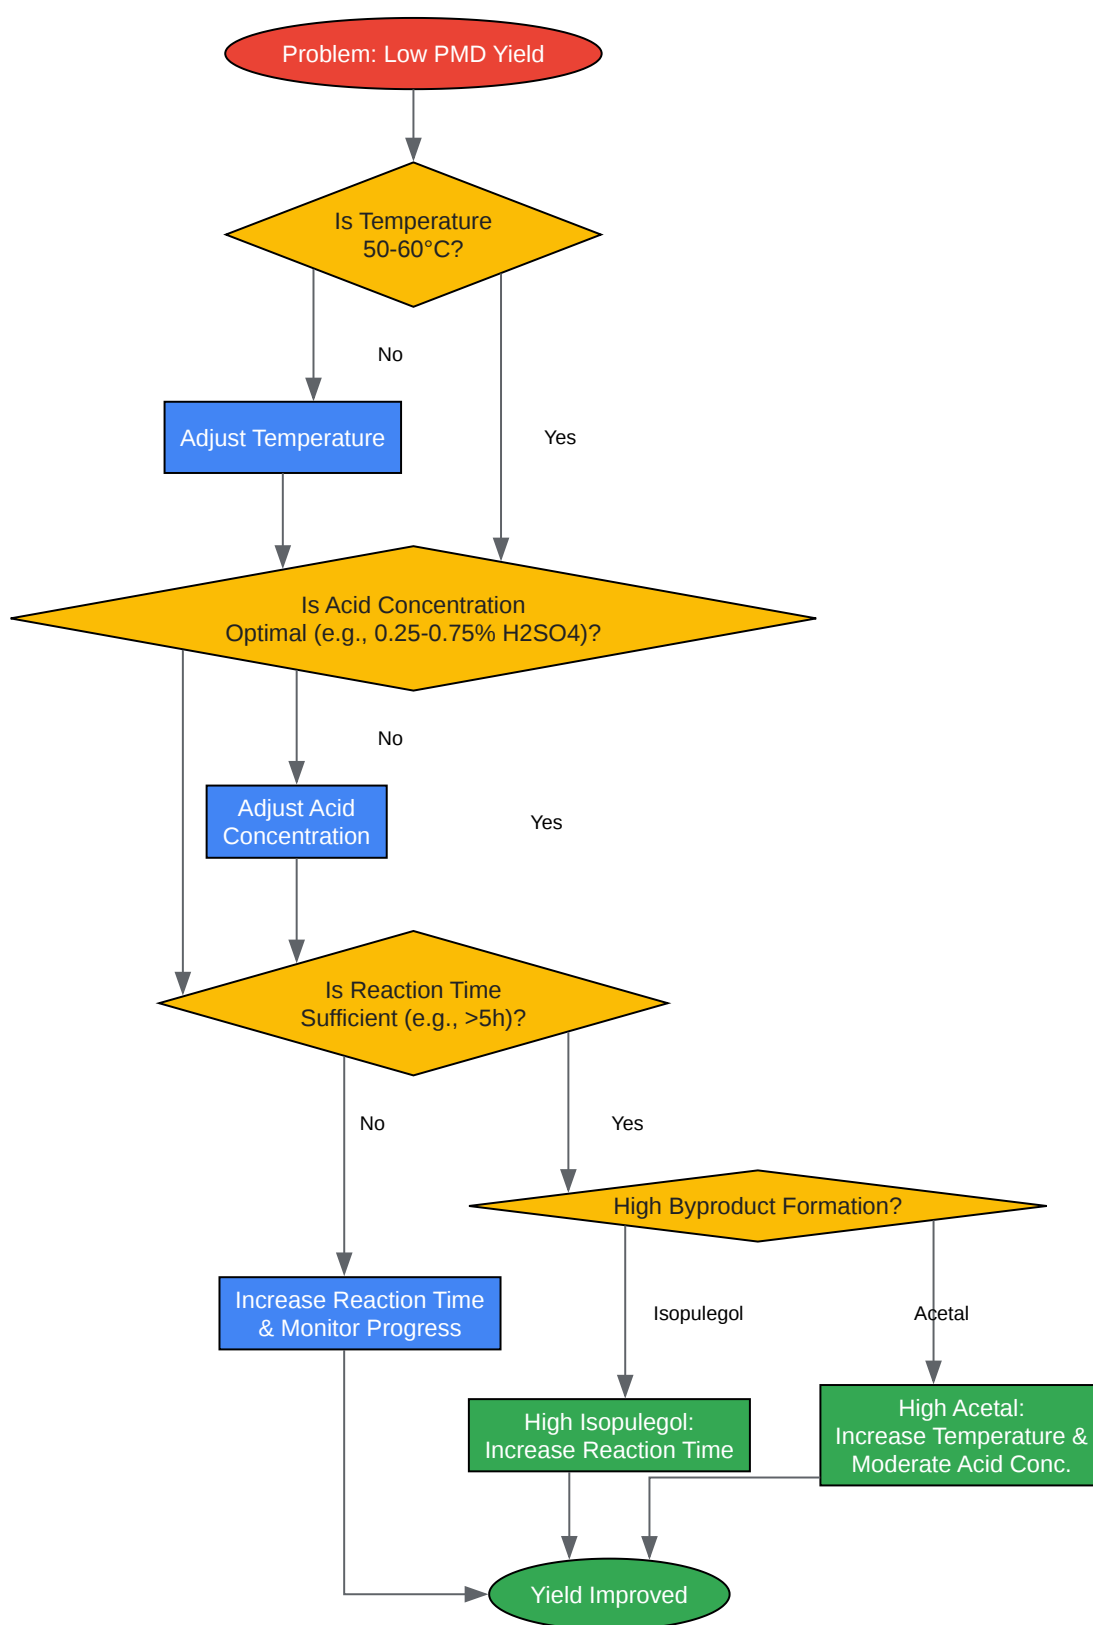 Problem: Low PMD Yield
Is Temperature
50-60°C?
No
Adjust Temperature
Yes
Is Acid Concentration
Optimal (e.g., 0.25-0.75% H2SO4)?
No
Adjust Acid
Concentration
Yes
Is Reaction Time
Sufficient (e.g., >5h)?
No
Yes
High Byproduct Formation?
Increase Reaction Time
& Monitor Progress
Isopulegol
Acetal
High Isopulegol:
Increase Reaction Time
High Acetal:
Increase Temperature &
Moderate Acid Conc.
Yield Improved